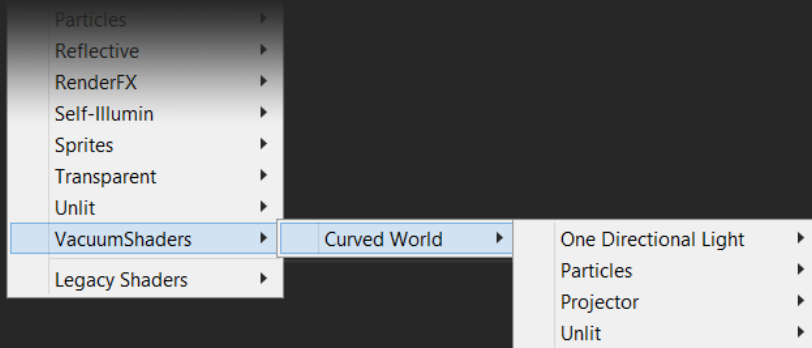 Particles
Reflective
RenderFX
Self-Illumin
Sprites
Transparent
Unlit
VacuumShaders
Legacy Shaders
Curved World
One Directional Light
Particles
Projector
Unlit